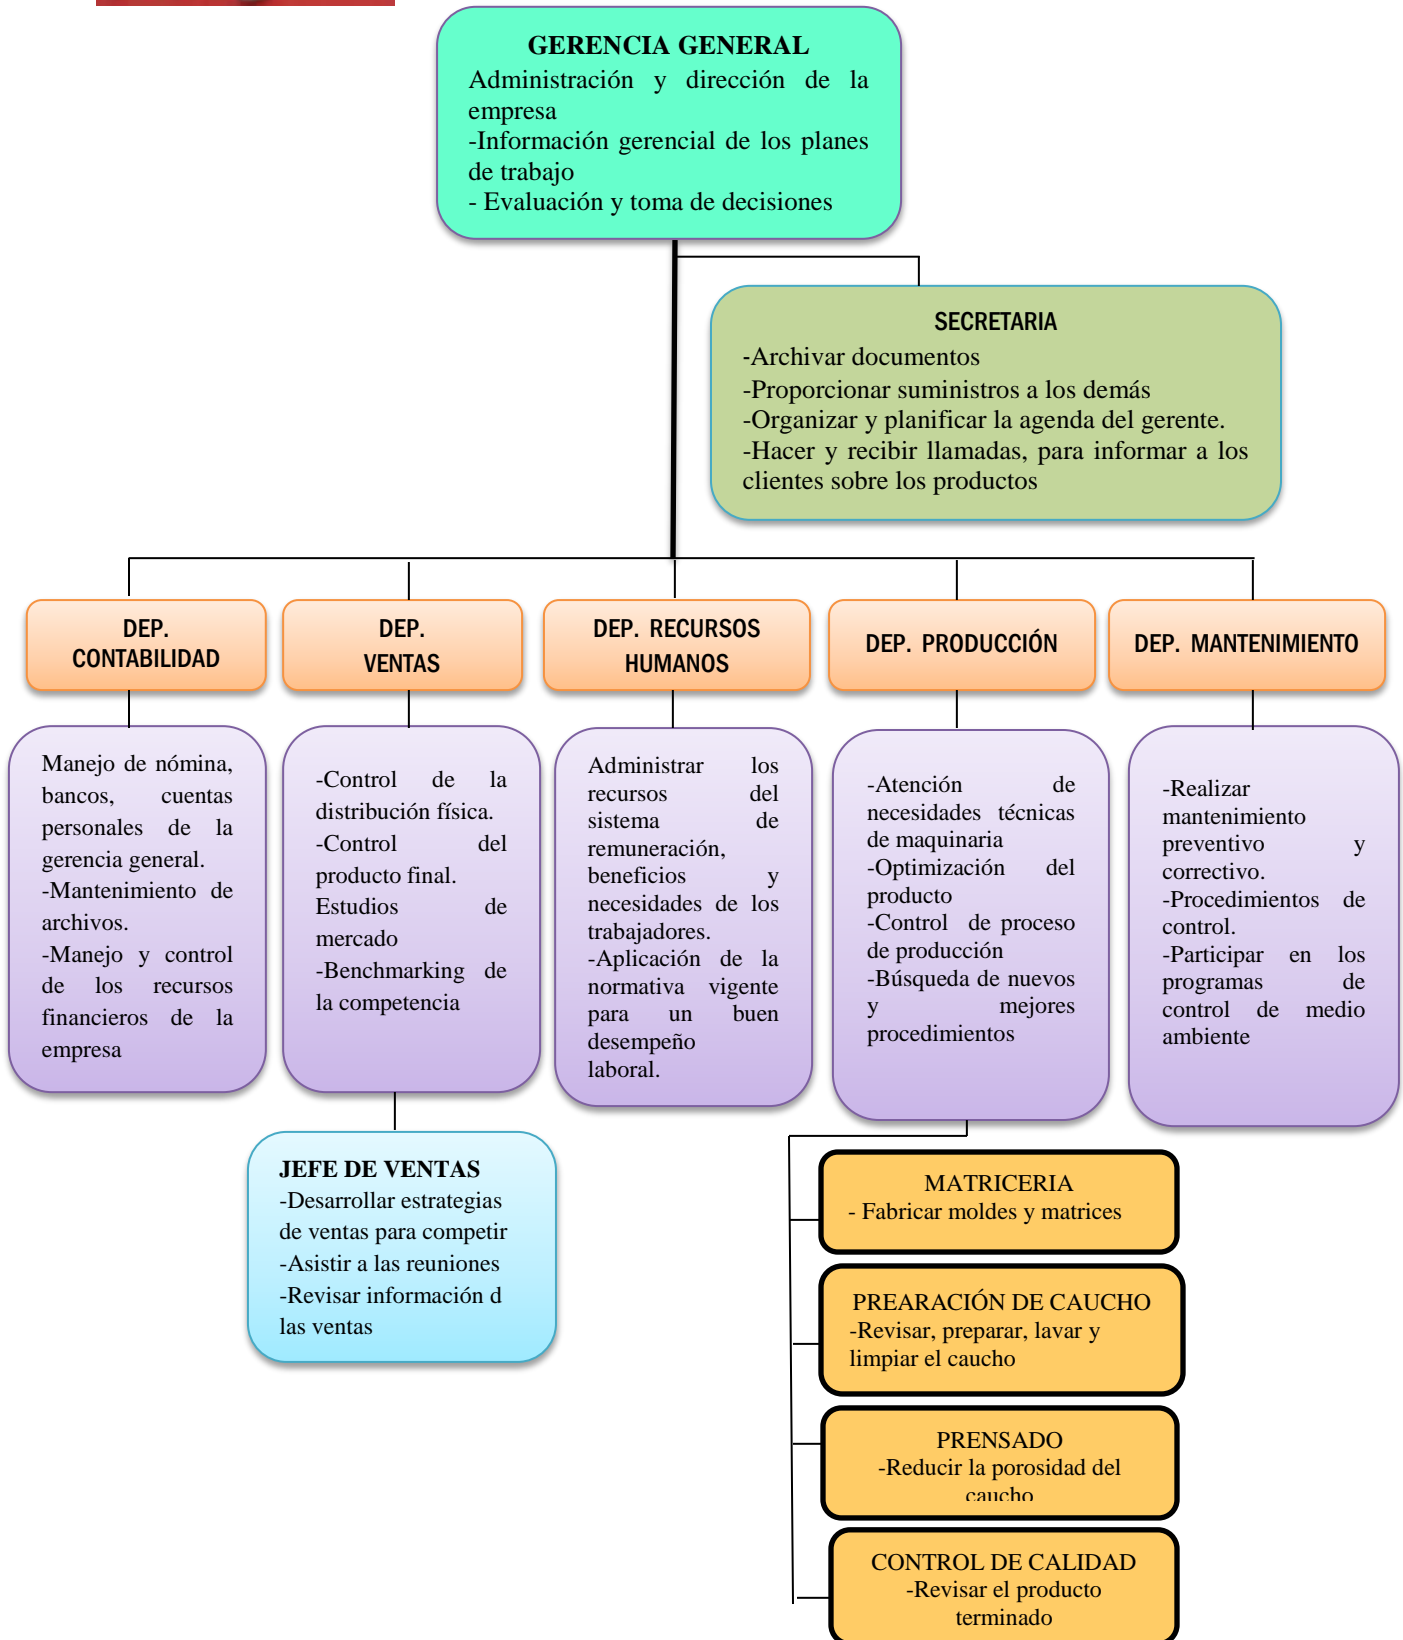 GERENCIA GENERAL
Administración y dirección de la
empresa
-Información gerencial de los planes
de trabajo
- Evaluación y toma de decisiones
SECRETARIA
-Archivar documentos
-Proporcionar suministros a los demás
-Organizar y planificar la agenda del gerente.
-Hacer y recibir llamadas, para informar a los
clientes sobre los productos
DEP.
CONTABILIDAD
DEP.
VENTAS
DEP. RECURSOS
HUMANOS
DEP. PRODUCCIÓN
DEP. MANTENIMIENTO
Manejo de nómina,
bancos, cuentas
personales de la
gerencia general.
-Mantenimiento de
archivos.
-Manejo y control
de los recursos
financieros de la
empresa
-Control de la
distribución física.
-Control del
producto final.
Estudios de
mercado
-Benchmarking de
la competencia
Administrar los
recursos del
sistema de
remuneración,
beneficios y
necesidades de los
trabajadores.
-Aplicación de la
normativa vigente
para un buen
desempeño
laboral.
-Atención de
necesidades técnicas
de maquinaria
-Optimización del
producto
-Control de proceso
de producción
-Búsqueda de nuevos
y mejores
procedimientos
-Realizar
mantenimiento
preventivo y
correctivo.
-Procedimientos de
control.
-Participar en los
programas de
control de medio
ambiente
JEFE DE VENTAS
-Desarrollar estrategias
de ventas para competir
-Asistir a las reuniones
-Revisar información d
las ventas
MATRICERIA
- Fabricar moldes y matrices
PREARACIÓN DE CAUCHO
-Revisar, preparar, lavar y
limpiar el caucho
PRENSADO
-Reducir la porosidad del
caucho
CONTROL DE CALIDAD
-Revisar el producto
terminado